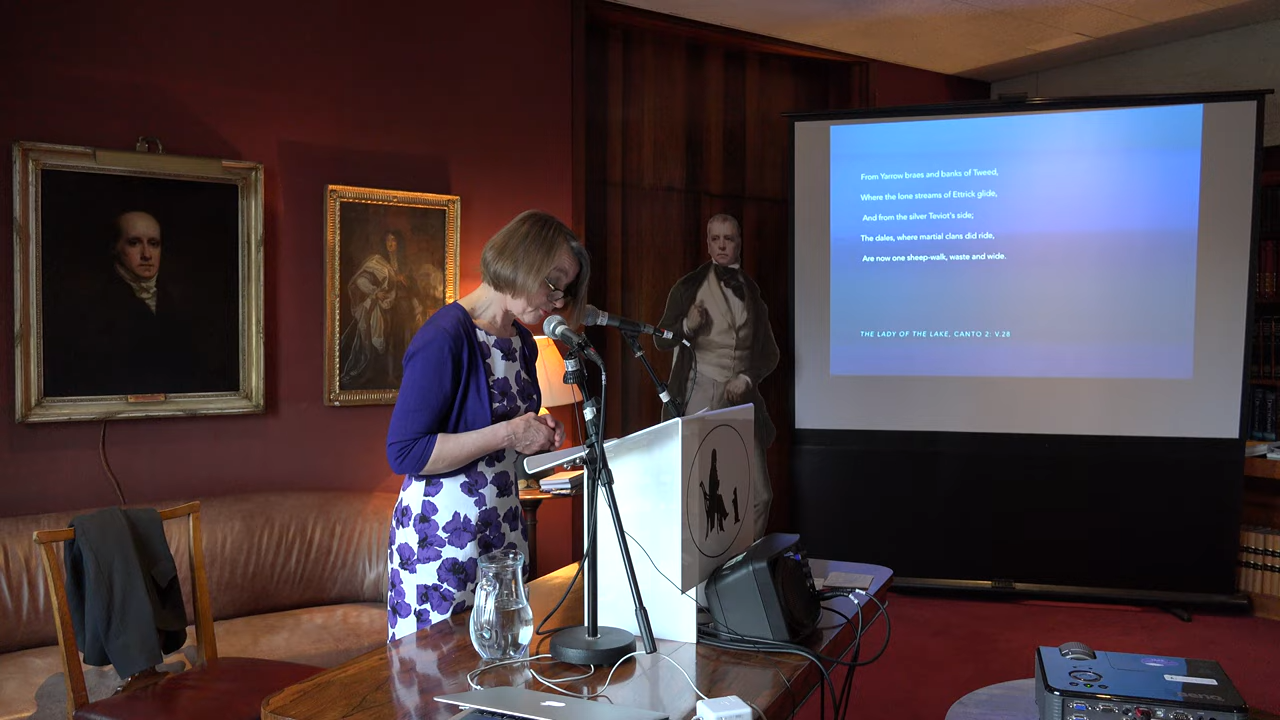 From Yarrow braes and banks of Tweed,
Where the lone streams of Ettrick glide,
And from the silver Teviot's side;
The dales, where martial clans did ride,
Are now one sheep-walk, waste and wide.
THE LADY OF THE LAKE, CANTO 2: V.28
BenQ